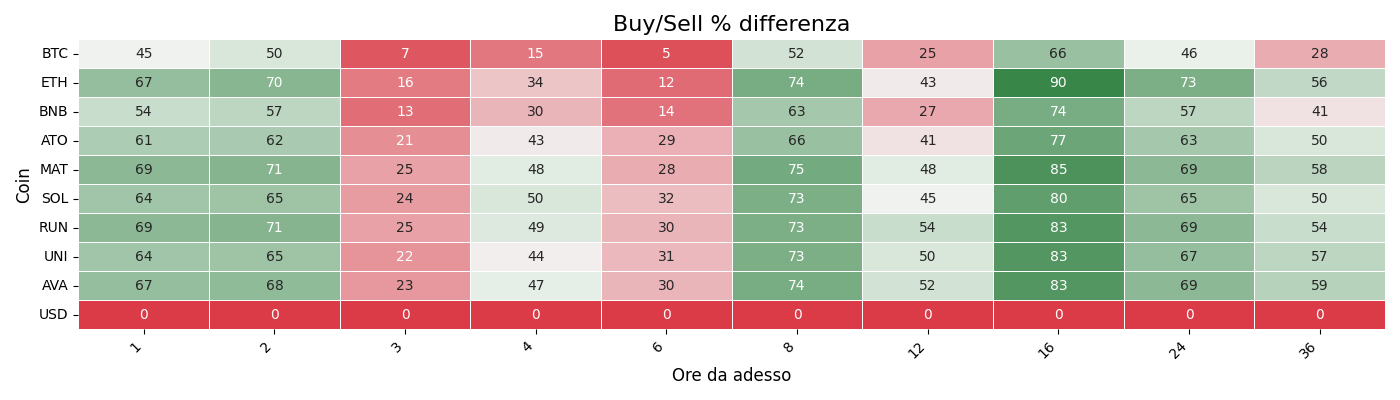 Buy/Sell % differenza
Coin
BTC 45 50 7 15 5 52 25 66 46 28
ETH 67 70 16 34 12 74 43 90 73 56
BNB 54 57 13 30 14 63 27 74 57 41
ATO 61 62 21 43 29 66 41 77 63 50
MAT 69 71 25 48 28 75 48 85 69 58
SOL 64 65 24 50 32 73 45 80 65 50
RUN 69 71 25 49 30 73 54 83 69 54
UNI 64 65 22 44 31 73 50 83 67 57
AVA 67 68 23 47 30 74 52 83 69 59
USD 0 0 0 0 0 0 0 0 0 0
1 2 3 4 6 8 12 16 24 36
Ore da adesso